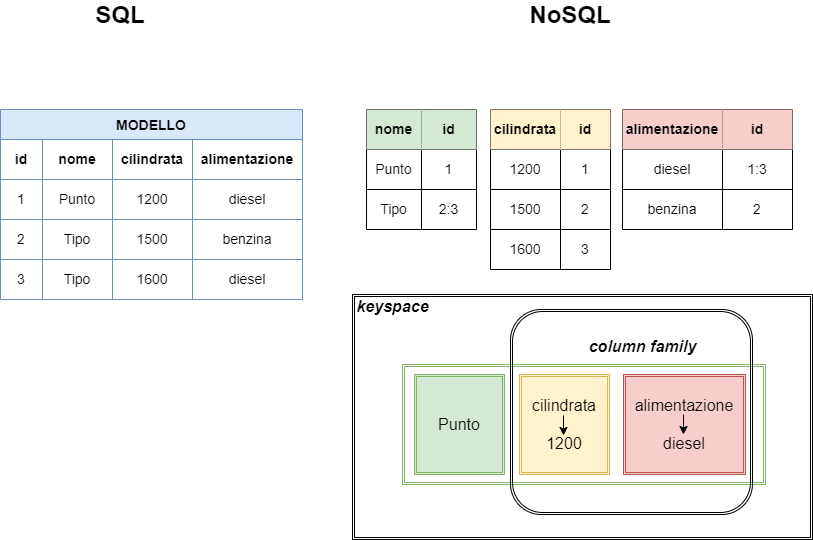 SQL
NoSQL
MODELLO
id nome cilindrata alimentazione
1 Punto 1200 diesel
2 Tipo 1500 benzina
3 Tipo 1600 diesel
nome id
Punto 1
Tipo 2:3
cilindrata id
1200 1
1500 2
1600 3
alimentazione id
diesel 1:3
benzina 2
keyspace
column family
Punto
cilindrata
1200
alimentazione
diesel